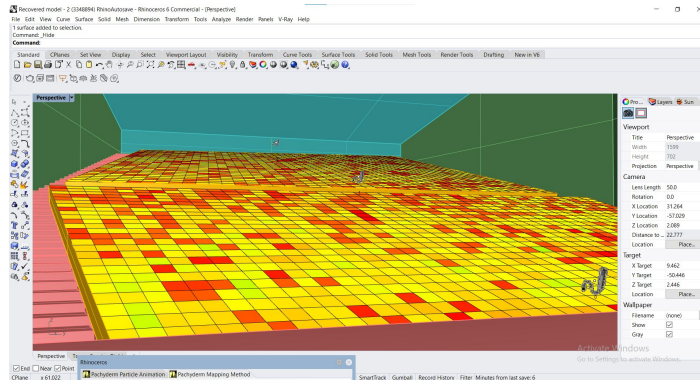 Recovered model - 2 (3348894) RhinoAutosave - Rhinoceros 6 Commercial - [Perspective]
File Edit View Curve Surface Solid Mesh Dimension Transform Tools Analyze Render Panels V-Ray Help
1 surface added to selection.
Command: _Hide
Command:
Standard CPlanes Set View Display Select Viewport Layout Visibility Transform Curve Tools Surface Tools Solid Tools Mesh Tools Render Tools Drafting New in V6
Perspective
Pro... Layers Sun
Viewport
Title Perspective
Width 1599
Height 702
Projection Perspective
Camera
Lens Length 50.0
Rotation 0.0
X Location 31.264
Y Location -57.029
Z Location 2.089
Distance to ... 22.777
Location Place...
Target
X Target 9.462
Y Target -50.446
Z Target 2.446
Location Place...
Wallpaper
Filename (none)
Show
Gray
Activate Windows
Go to Settings to activate Windows.
Perspective
Rhinoceros
End Near Point
Pachyderm Particle Animation Pachyderm Mapping Method
CPlane x 61.022 SmartTrack Gumball Record History Filter Minutes from last save: 6